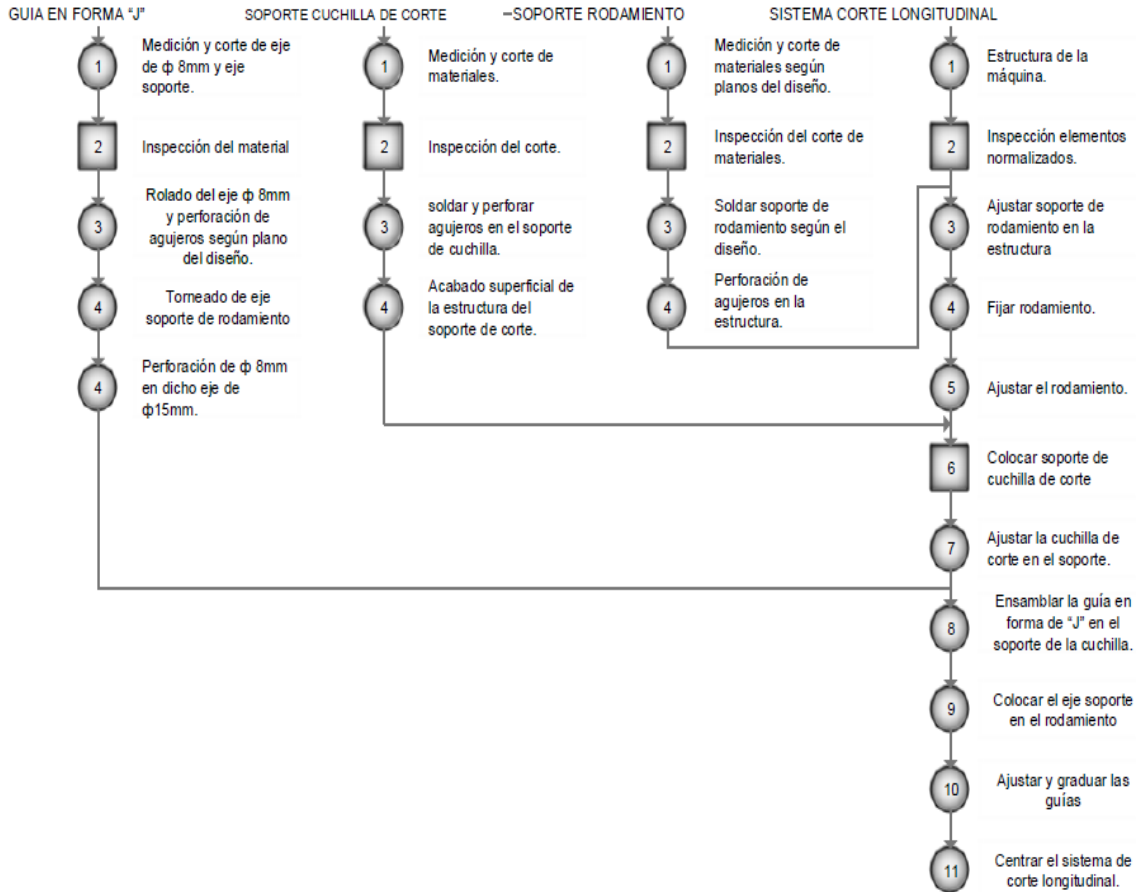 GUIA EN FORMA “J”
1
Medición y corte de eje
de ф 8mm y eje
soporte.
2
Inspección del material
3
Rolado del eje ф 8mm
y perforación de
agujeros según plano
del diseño.
4
Torneado de eje
soporte de rodamiento
4
Perforación de ф 8mm
en dicho eje de
ф15mm.
SOPORTE CUCHILLA DE CORTE
1
Medición y corte de
materiales.
2
Inspección del corte.
3
soldar y perforar
agujeros en el soporte
de cuchilla.
4
Acabado superficial de
la estructura del
soporte de corte.
–SOPORTE RODAMIENTO
1
Medición y corte de
materiales según
planos del diseño.
2
Inspección del corte de
materiales.
3
Soldar soporte de
rodamiento según el
diseño.
4
Perforación de
agujeros en la
estructura.
SISTEMA CORTE LONGITUDINAL
1
Estructura de la
máquina.
2
Inspección elementos
normalizados.
3
Ajustar soporte de
rodamiento en la
estructura
4
Fijar rodamiento.
5
Ajustar el rodamiento.
6
Colocar soporte de
cuchilla de corte
7
Ajustar la cuchilla de
corte en el soporte.
8
Ensamblar la guía en
forma de “J” en el
soporte de la cuchilla.
9
Colocar el eje soporte
en el rodamiento
10
Ajustar y graduar las
guías
11
Centrar el sistema de
corte longitudinal.